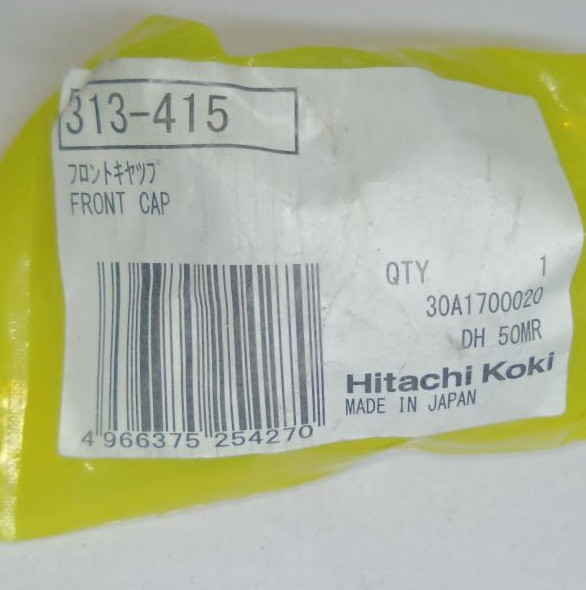 313-415
フロントキヤツプ
FRONT CAP
QTY 1
30A1700020
DH 50MR
Hitachi Koki
MADE IN JAPAN
4 966375 254270